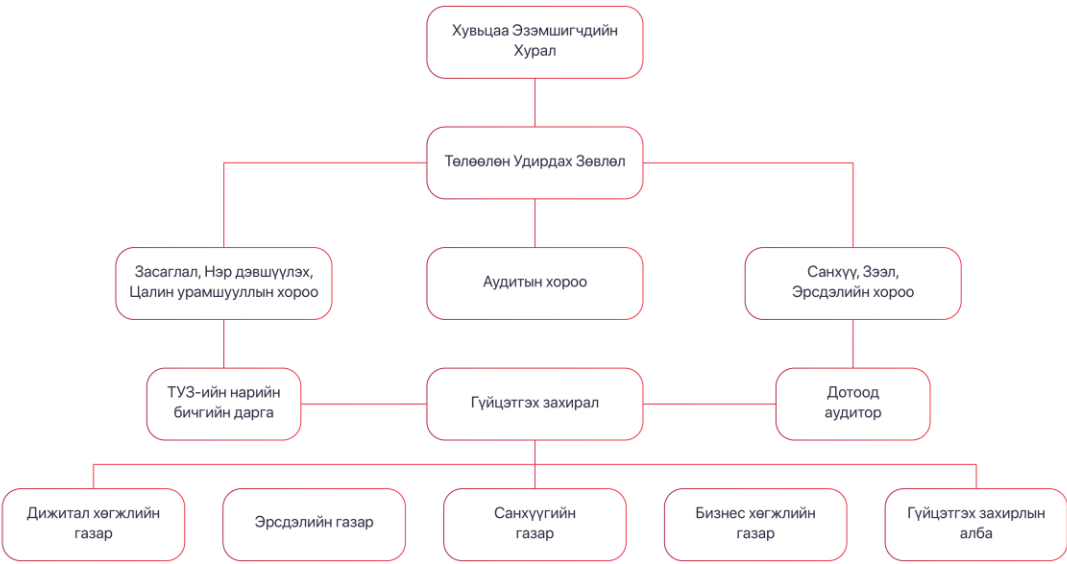 Хувьцаа Эзэмшигчдийн
Хурал
Төлөөлөн Удирдах Зөвлөл
Засаглал, Нэр дэвшүүлэх,
Цалин урамшууллын хороо
Аудитын хороо
Санхүү, Зээл,
Эрсдэлийн хороо
ТУЗ-ийн нарийн
бичгийн дарга
Гүйцэтгэх захирал
Дотоод
аудитор
Дижитал хөгжлийн
газар
Эрсдэлийн газар
Санхүүгийн
газар
Бизнес хөгжлийн
газар
Гүйцэтгэх захирлын
алба